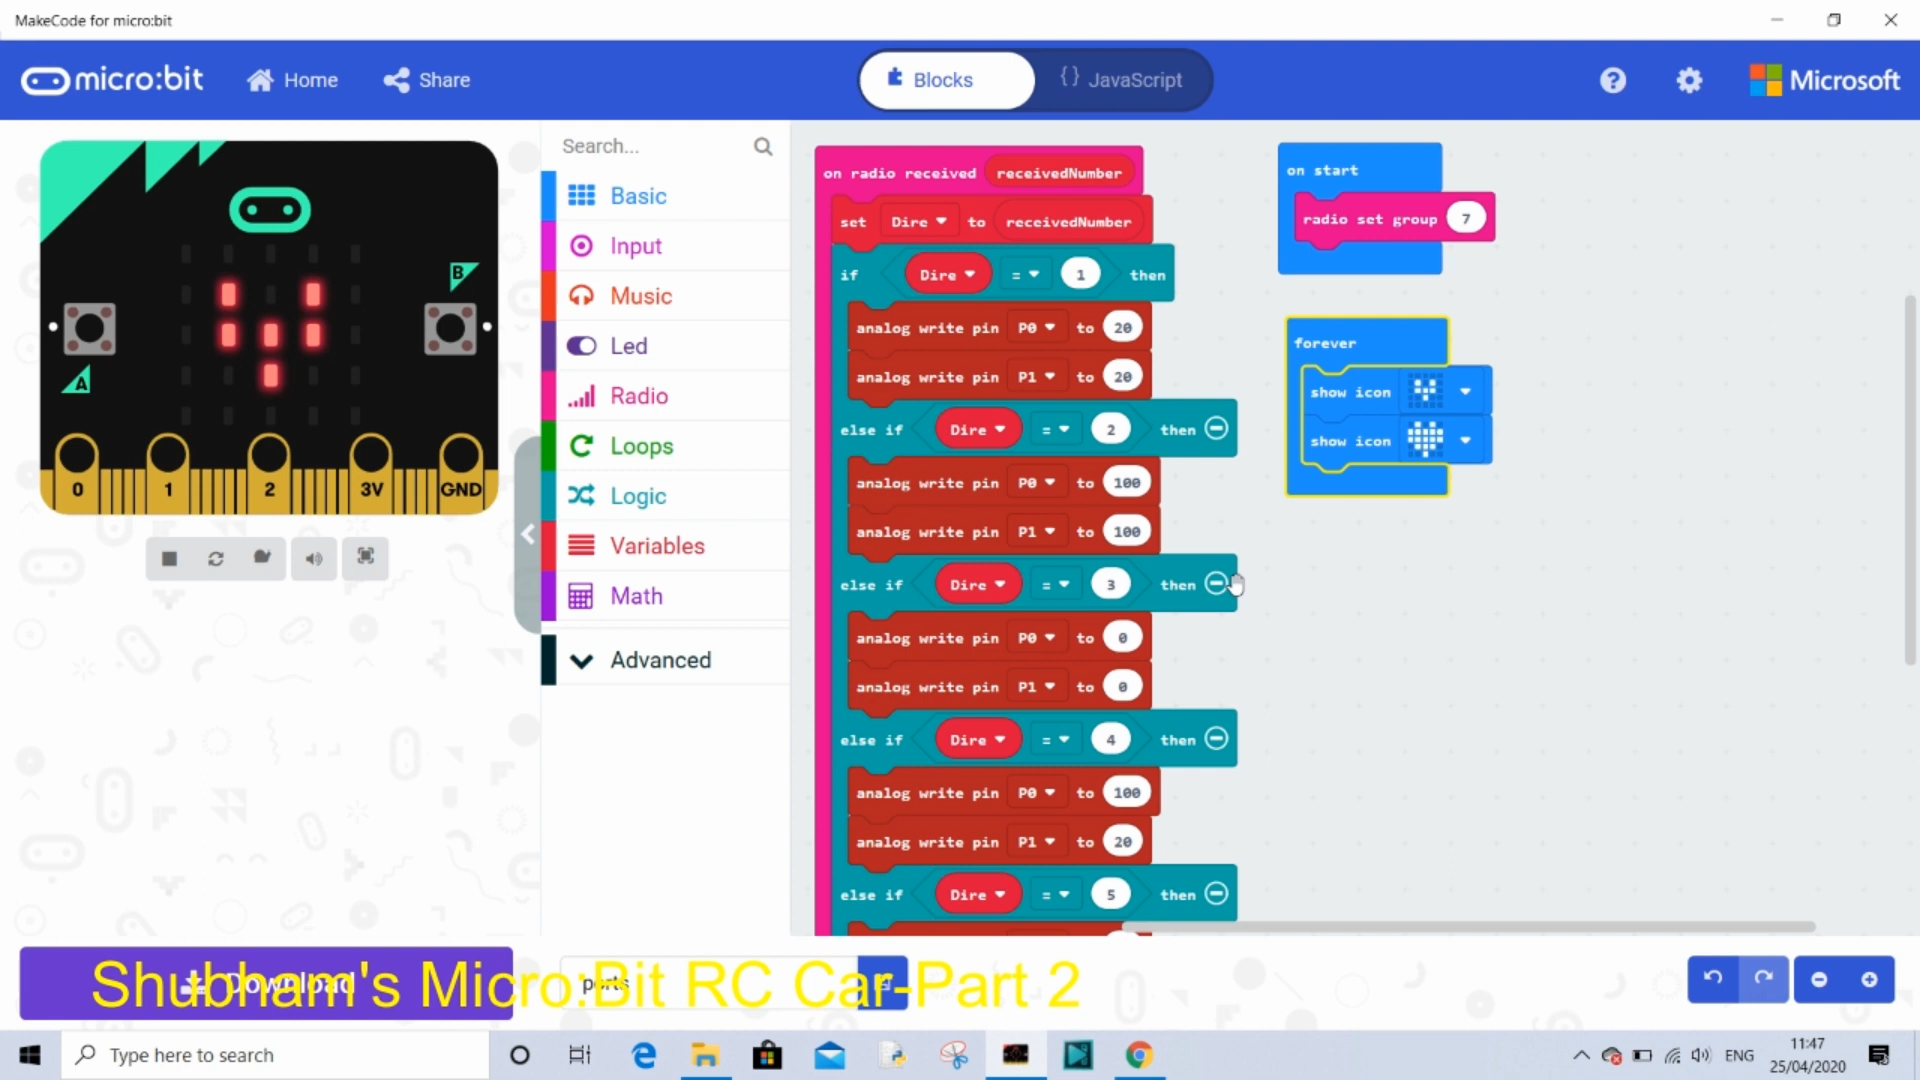 MakeCode for micro:bit
micro:bit
Home
Share
Blocks
{} JavaScript
Microsoft
A
B
0
1
2
3V
GND
Search...
Basic
Input
Music
Led
Radio
Loops
Logic
Variables
Math
Advanced
on radio received receivedNumber
set Dire to receivedNumber
if Dire = 1 then
analog write pin P0 to 20
analog write pin P1 to 20
else if Dire = 2 then
analog write pin P0 to 100
analog write pin P1 to 100
else if Dire = 3 then
analog write pin P0 to 0
analog write pin P1 to 0
else if Dire = 4 then
analog write pin P0 to 100
analog write pin P1 to 20
else if Dire = 5 then
on start
radio set group 7
forever
show icon
show icon
Download
Shubham's Micro:Bit RC Car-Part 2
Type here to search
ENG
11:47
25/04/2020